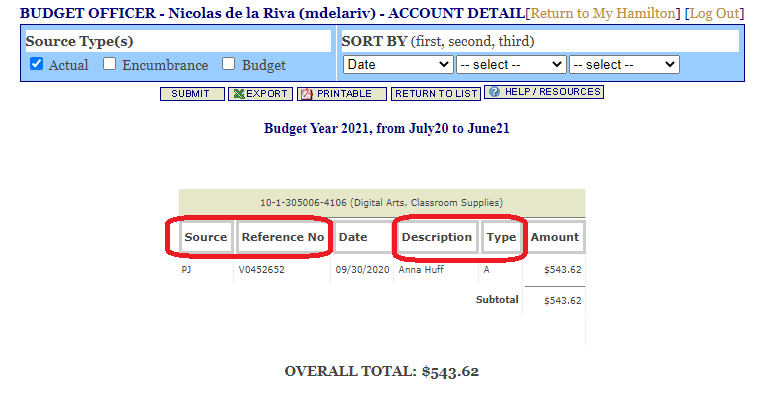 BUDGET OFFICER - Nicolas de la Riva (mdelariv) - ACCOUNT DETAIL[Return to My Hamilton] [Log Out]
Source Type(s) SORT BY (first, second, third)
Actual Encumbrance Budget Date -- select -- -- select --
SUBMIT EXPORT PRINTABLE RETURN TO LIST HELP / RESOURCES
Budget Year 2021, from July20 to June21
10-1-305006-4106 (Digital Arts, Classroom Supplies)
Source Reference No Date Description Type Amount
PJ V0452652 09/30/2020 Anna Huff A $543.62
Subtotal $543.62
OVERALL TOTAL: $543.62